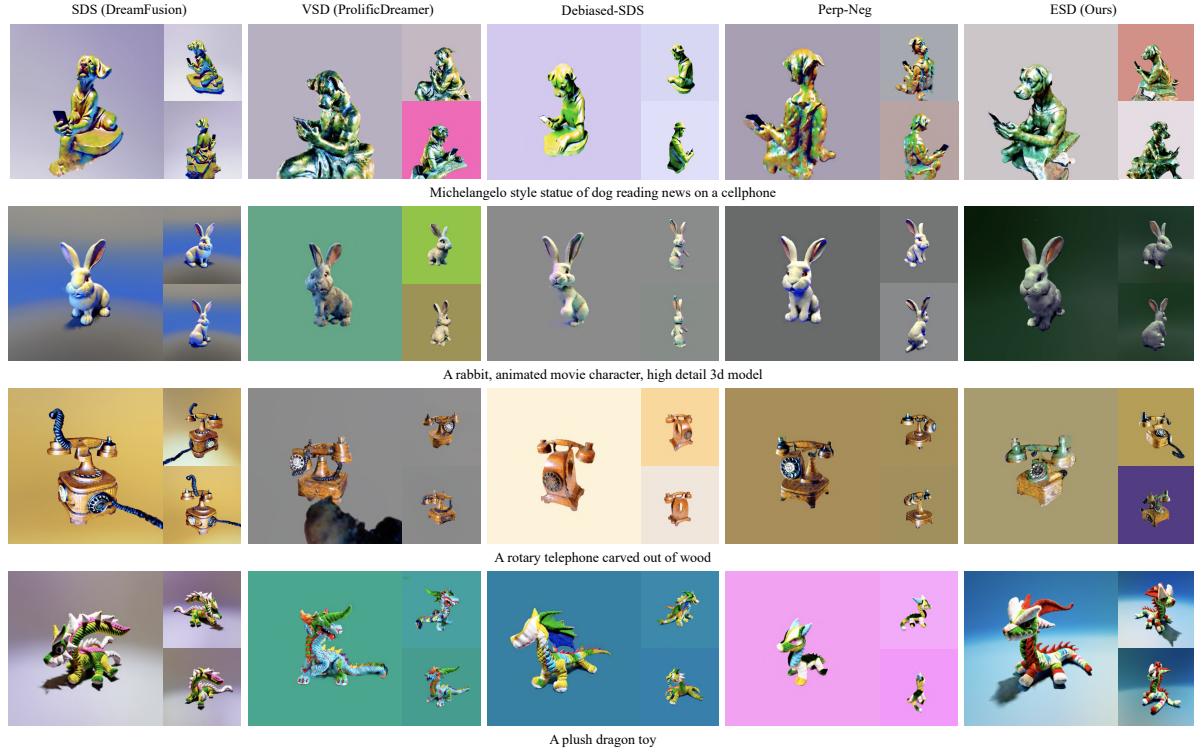 SDS (DreamFusion)
VSD (ProlificDreamer)
Debiased-SDS
Perp-Neg
ESD (Ours)
Michelangelo style statue of dog reading news on a cellphone
A rabbit, animated movie character, high detail 3d model
A rotary telephone carved out of wood
A plush dragon toy